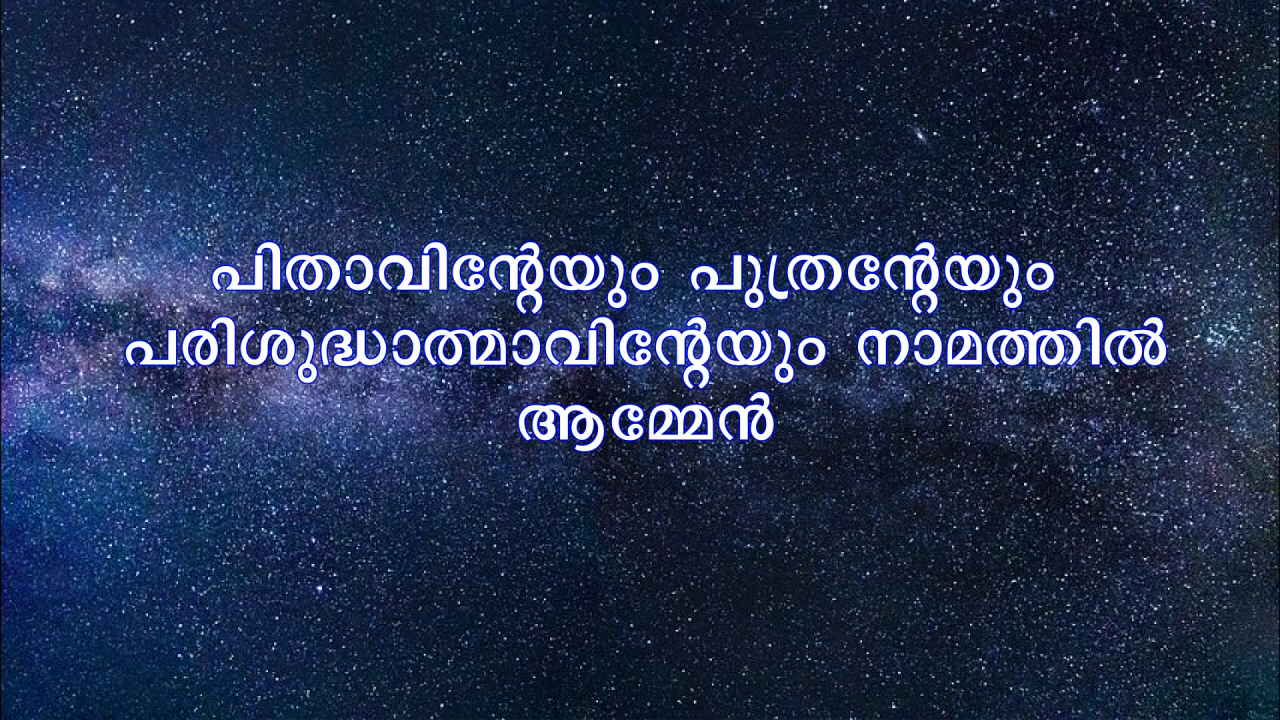 പിതാവിന്റേയും പുത്രന്റേയും
പരിശുദ്ധാത്മാവിന്റേയും നാമത്തിൽ
ആമ്മേൻ